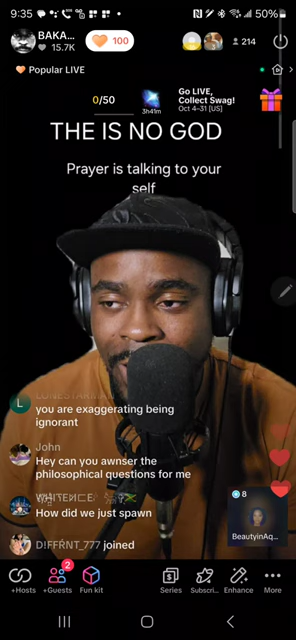 9:35
50%
BAKA...
15.7K
100
214
Popular LIVE
0/50
3h41m
Go LIVE,
Collect Swag!
Oct 4–31 [US]
THE IS NO GOD
Prayer is talking to your
self
L
LONESTARMAN
you are exaggerating being
ignorant
John
Hey can you awnser the
philosophical questions for me
How did we just spawn
8
BeautyinAq...
D!FFŔNT_777 joined
2
+Hosts
+Guests
Fun kit
Series
Subscri...
Enhance
More